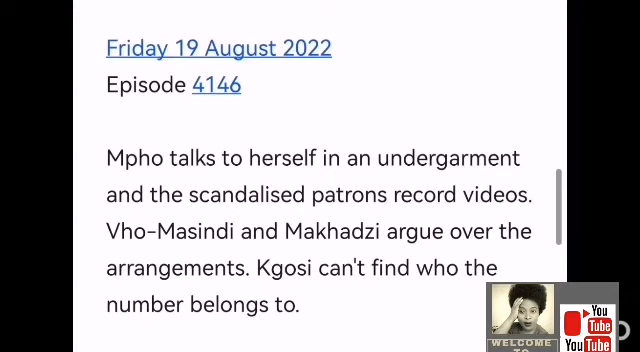 Friday 19 August 2022
Episode 4146
Mpho talks to herself in an undergarment
and the scandalised patrons record videos.
Vho-Masindi and Makhadzi argue over the
arrangements. Kgosi can't find who the
number belongs to.
You
Tube
YouTube
WELCOME
TO